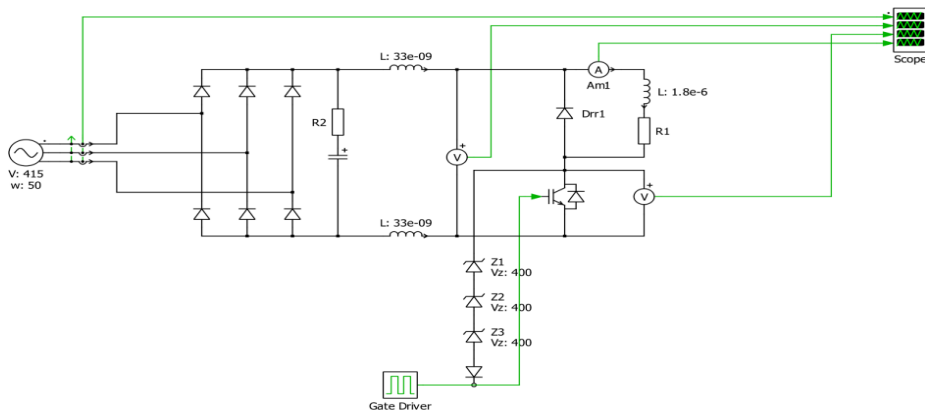 Scope
L: 33e-09
A
Am1
L: 1.8e-6
Drr1
R2
R1
V: 415
w: 50
V
V
L: 33e-09
Z1
Vz: 400
Z2
Vz: 400
Z3
Vz: 400
Gate Driver